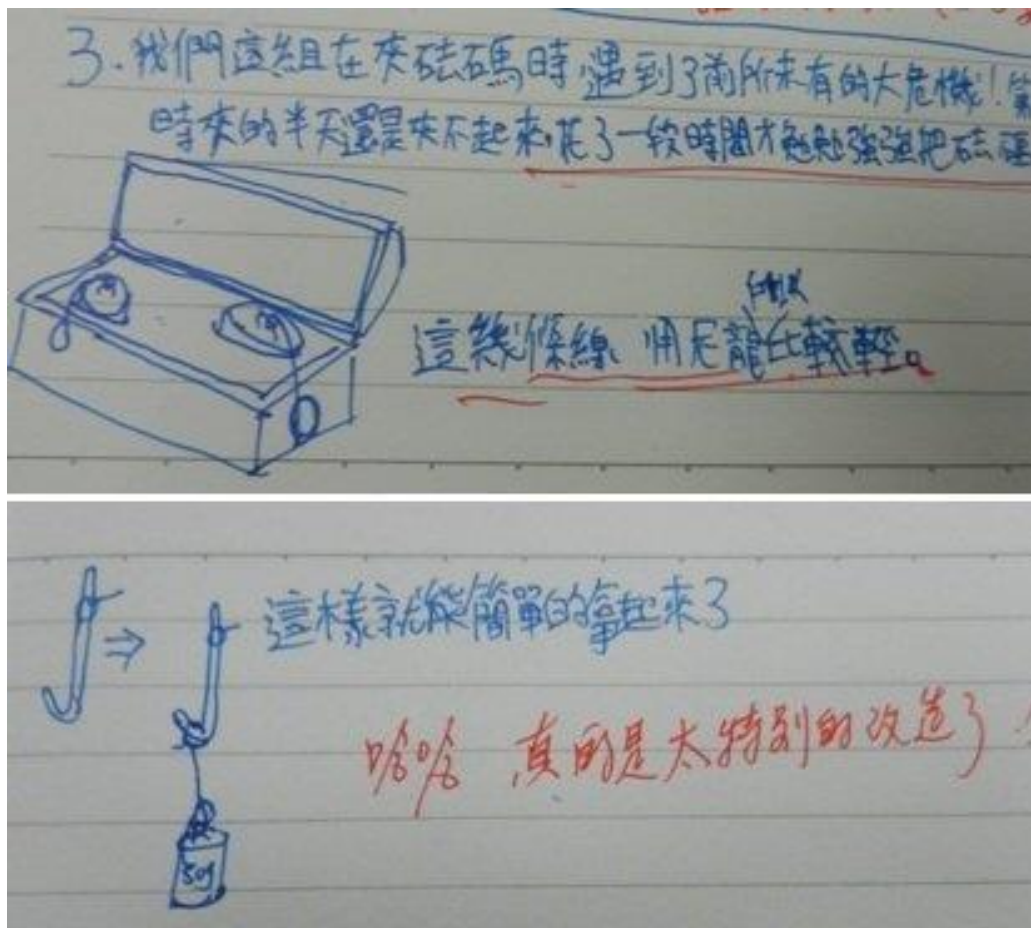 3.我們這組在夾砝碼時,遇到了前所未有的大危機!
時夾的半天還是夾不起來,花了一段時間才勉勉強強把砝碼
這幾條線、用尼龍比較輕。
這樣就能簡單的拿起來了
50g
哈哈 真的是太特別的改造了